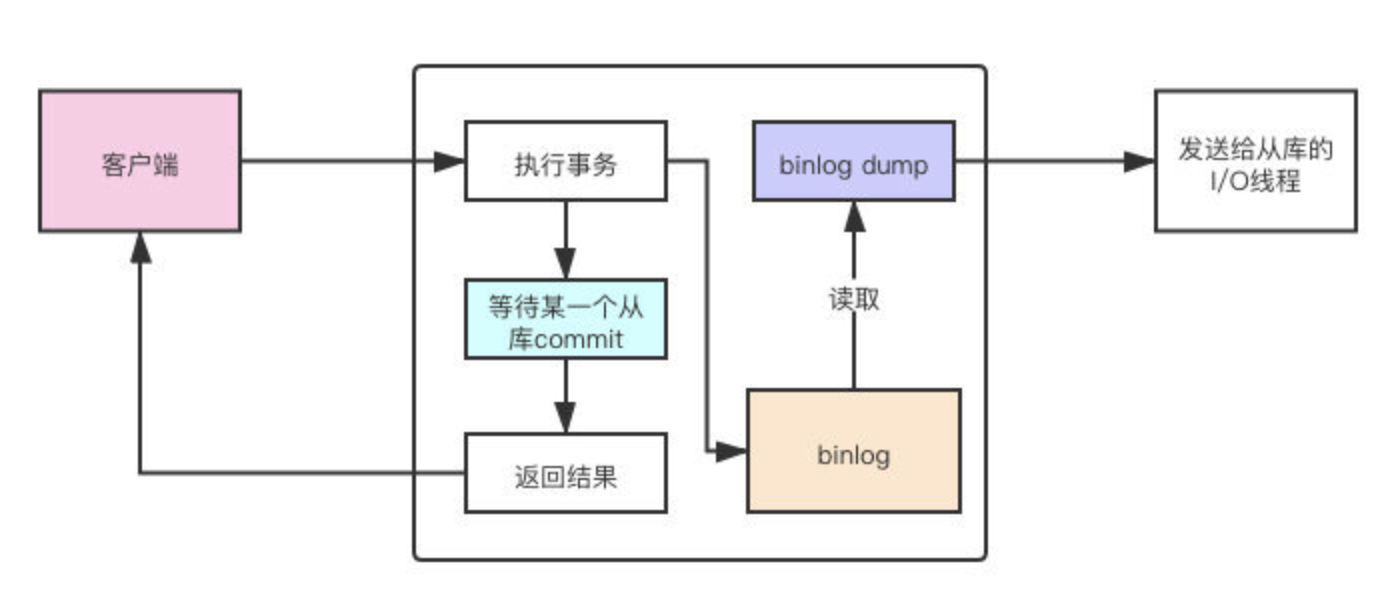 客户端
执行事务
binlog dump
发送给从库的
I/O线程
等待某一个从
库commit
读取
返回结果
binlog